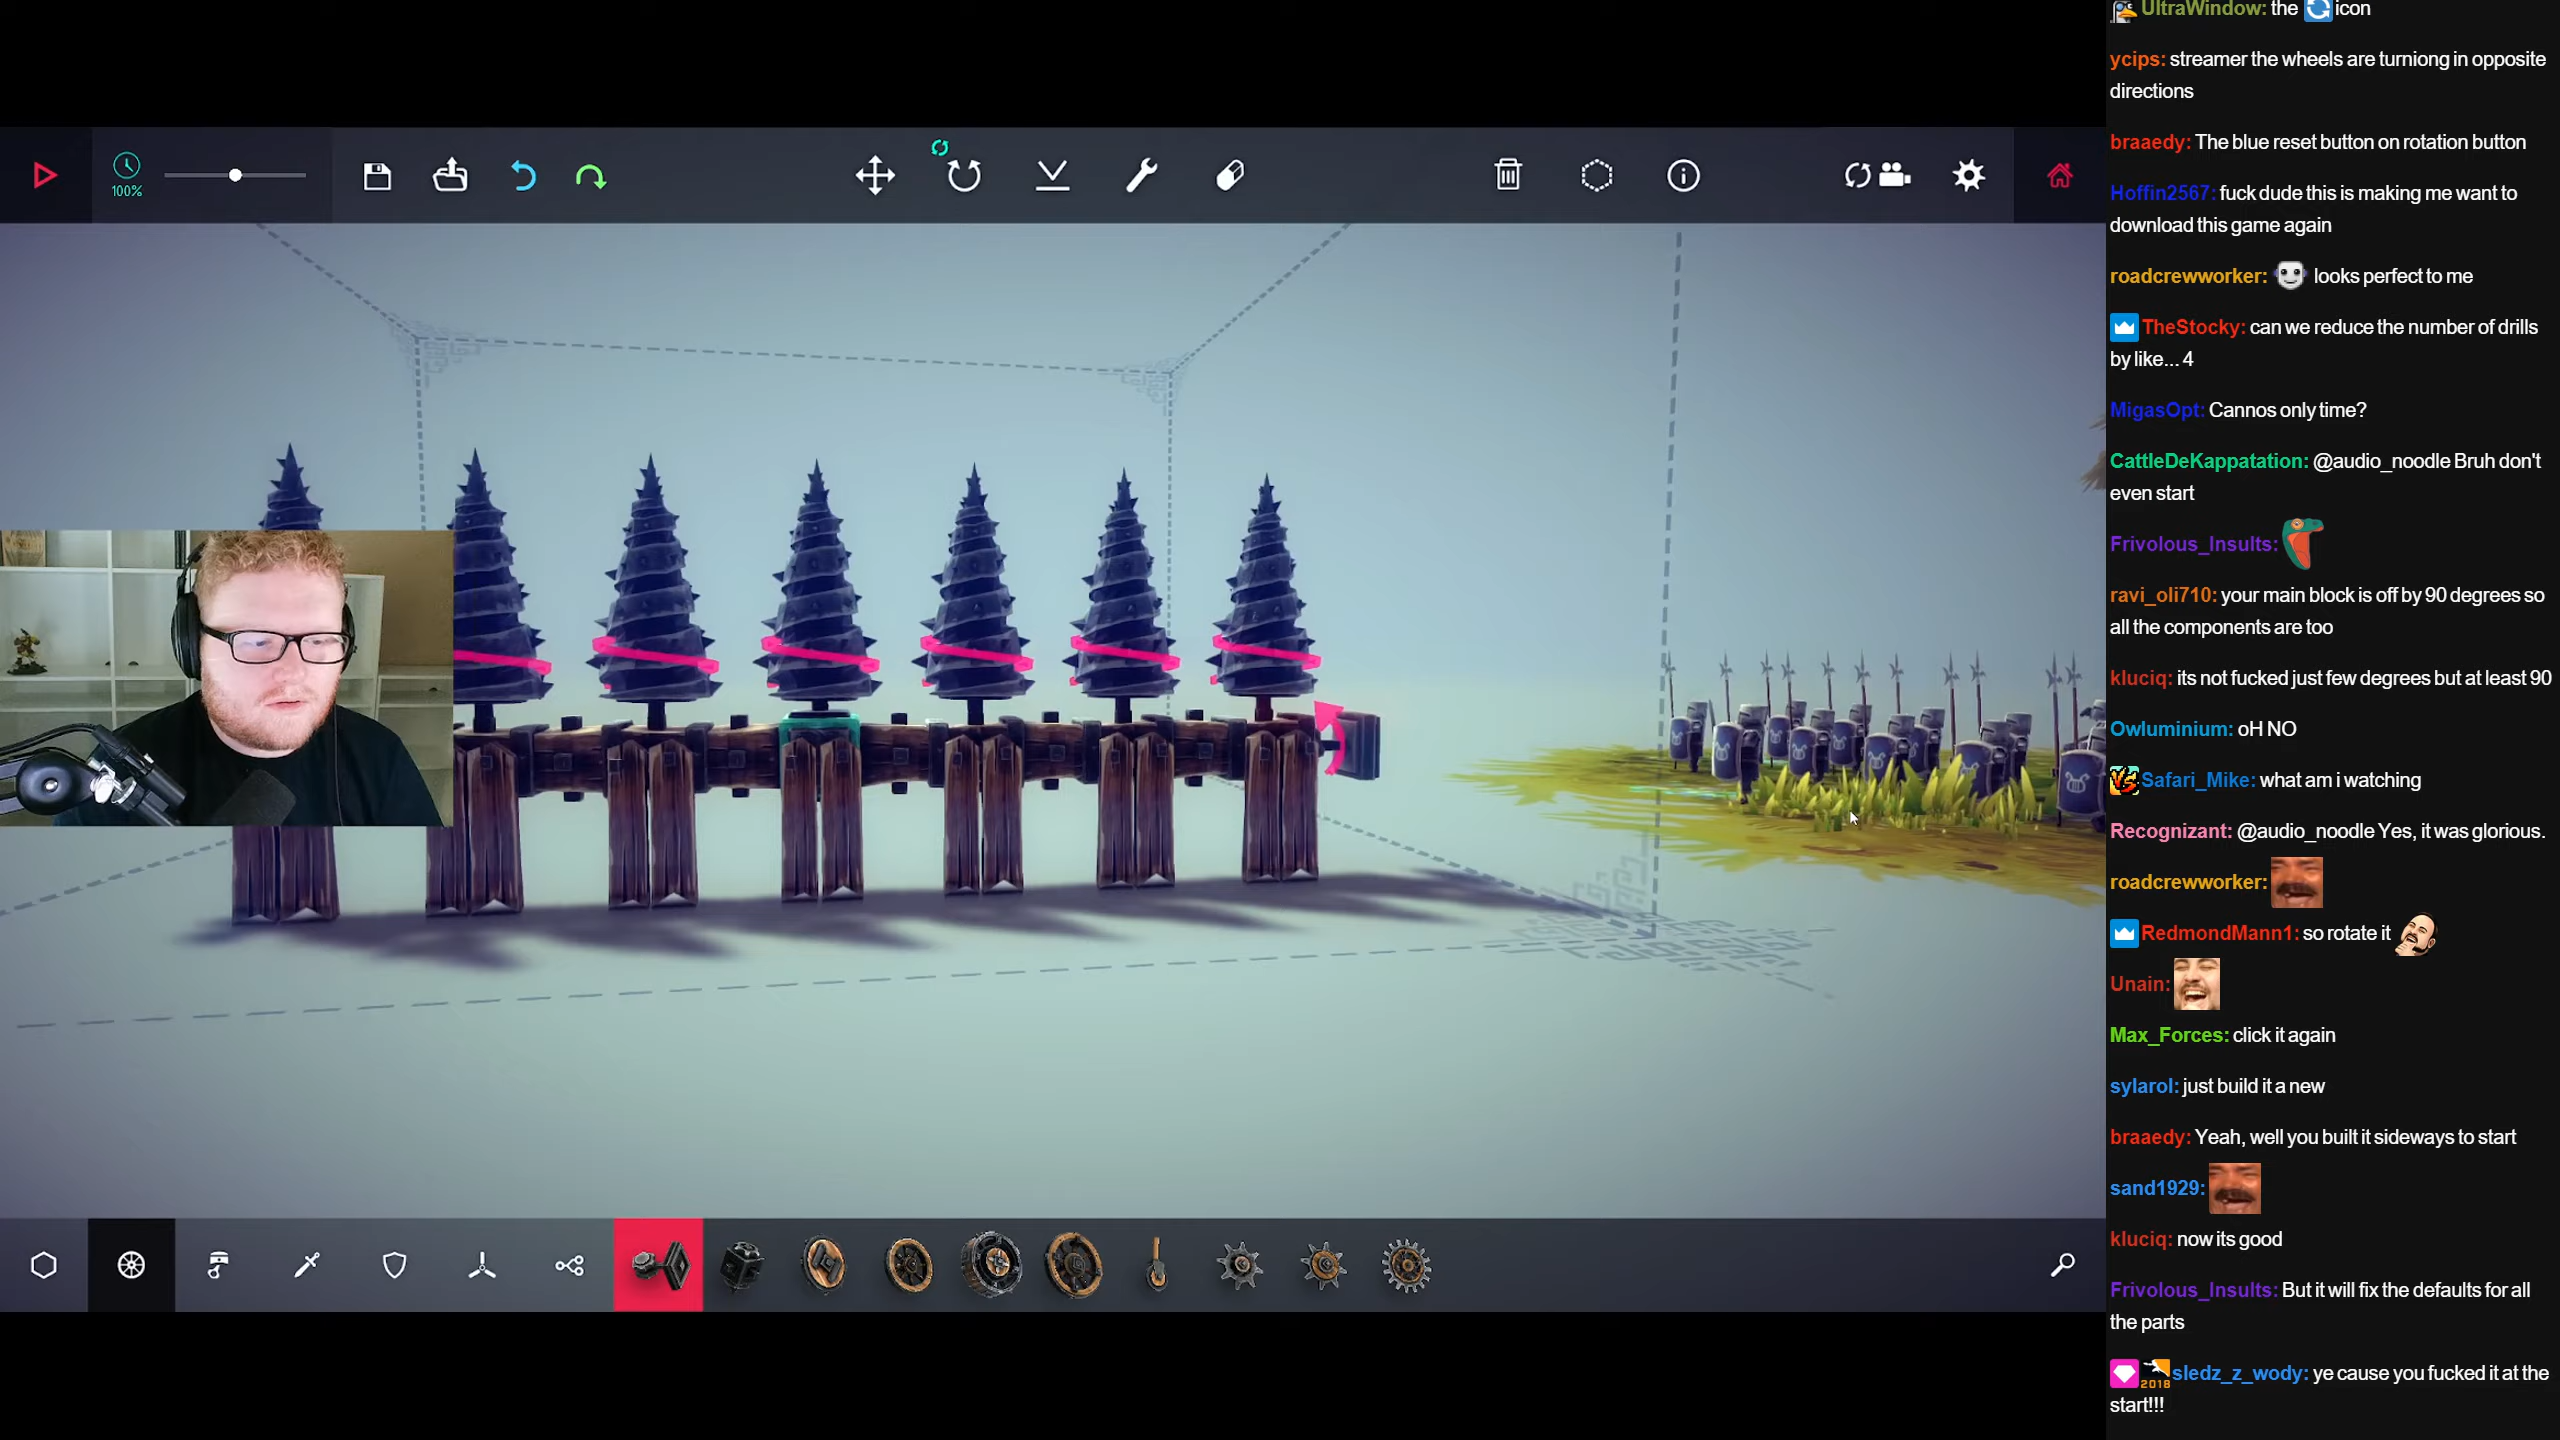 UltraWindow: the icon
ycips: streamer the wheels are turniong in opposite
directions
braaedy: The blue reset button on rotation button
100%
Hoffin2567: fuck dude this is making me want to
download this game again
roadcrewworker: looks perfect to me
TheStocky: can we reduce the number of drills
by like... 4
MigasOpt: Cannos only time?
CattleDeKappatation: @audio_noodle Bruh don't
even start
Frivolous_Insults:
ravi_oli710: your main block is off by 90 degrees so
all the components are too
kluciq: its not fucked just few degrees but at least 90
Owluminium: oH NO
Safari_Mike: what am i watching
Recognizant: @audio_noodle Yes, it was glorious.
roadcrewworker:
RedmondMann1: so rotate it
Unain:
Max_Forces: click it again
sylarol: just build it a new
braaedy: Yeah, well you built it sideways to start
sand1929:
kluciq: now its good
Frivolous_Insults: But it will fix the defaults for all
the parts
2018 sledz_z_wody: ye cause you fucked it at the
start!!!